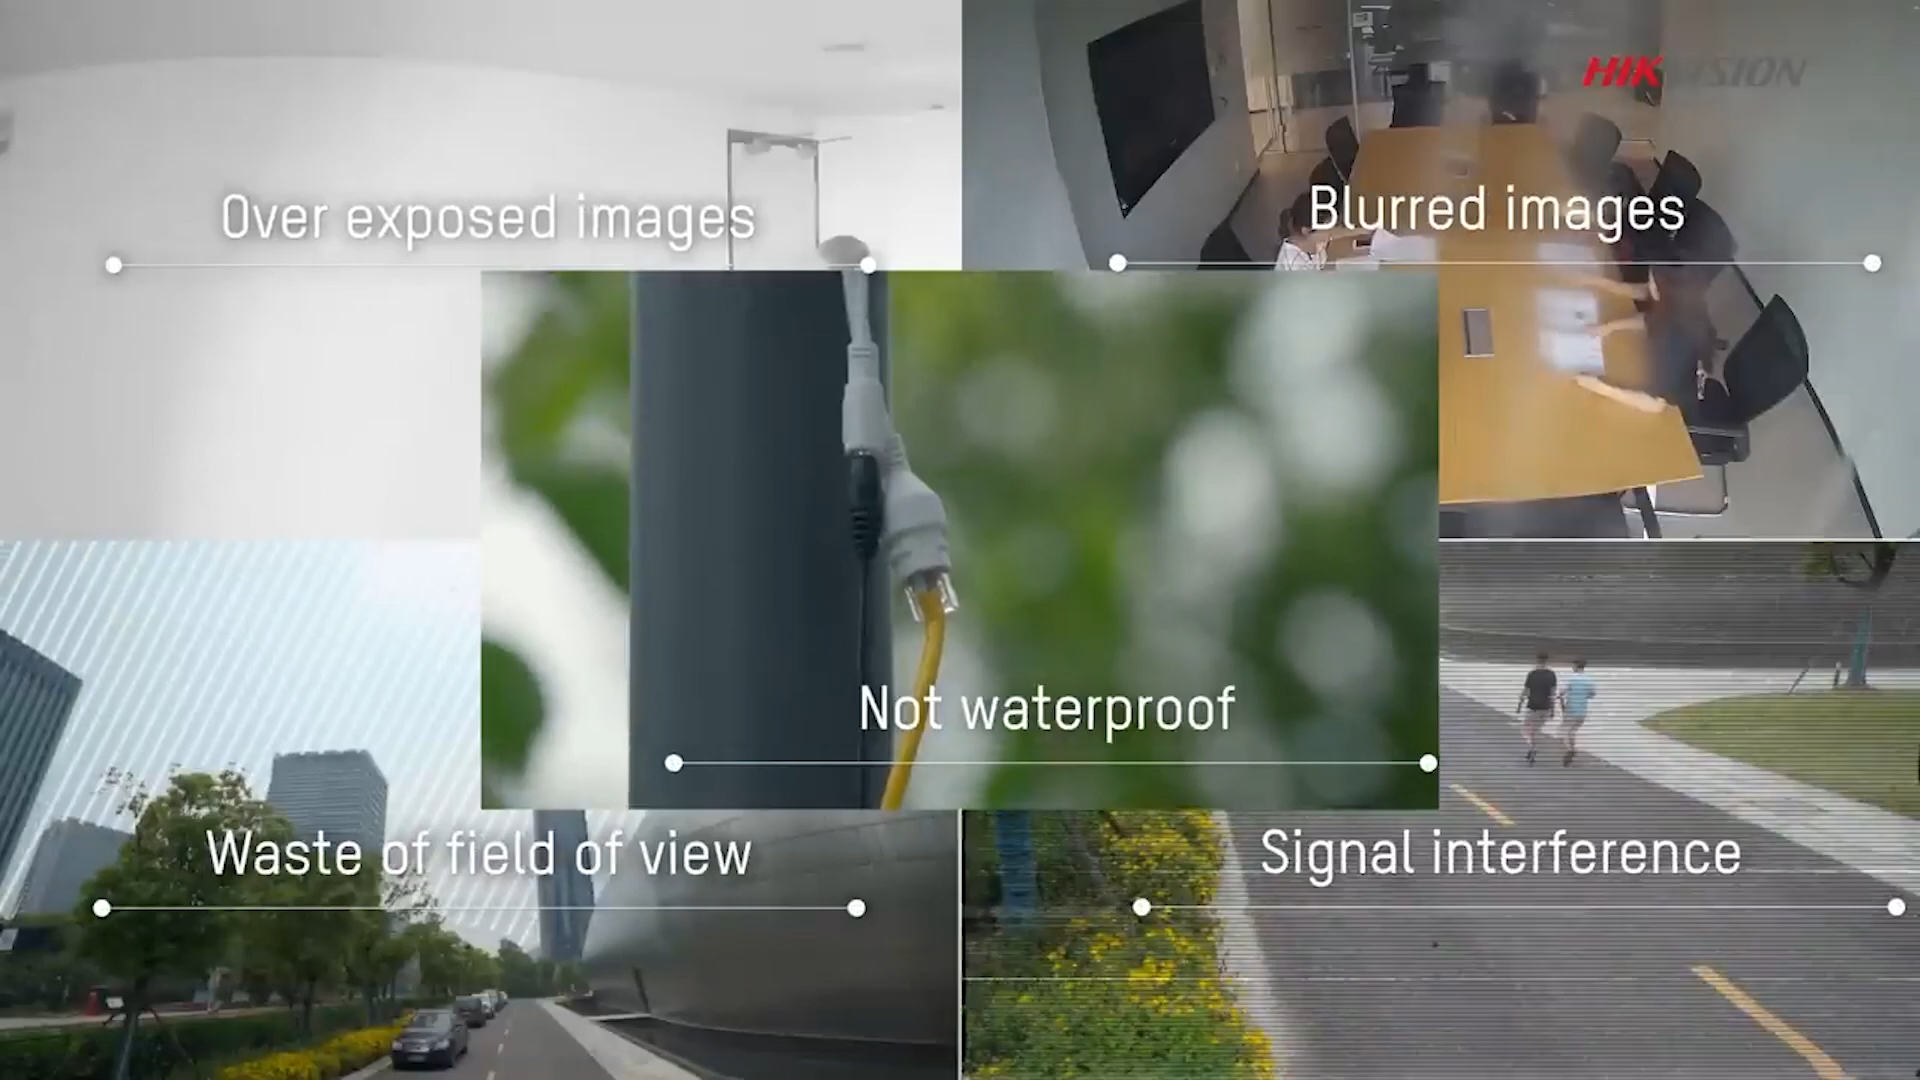 HIKVISION
Over exposed images
Blurred images
Not waterproof
Waste of field of view
Signal interference